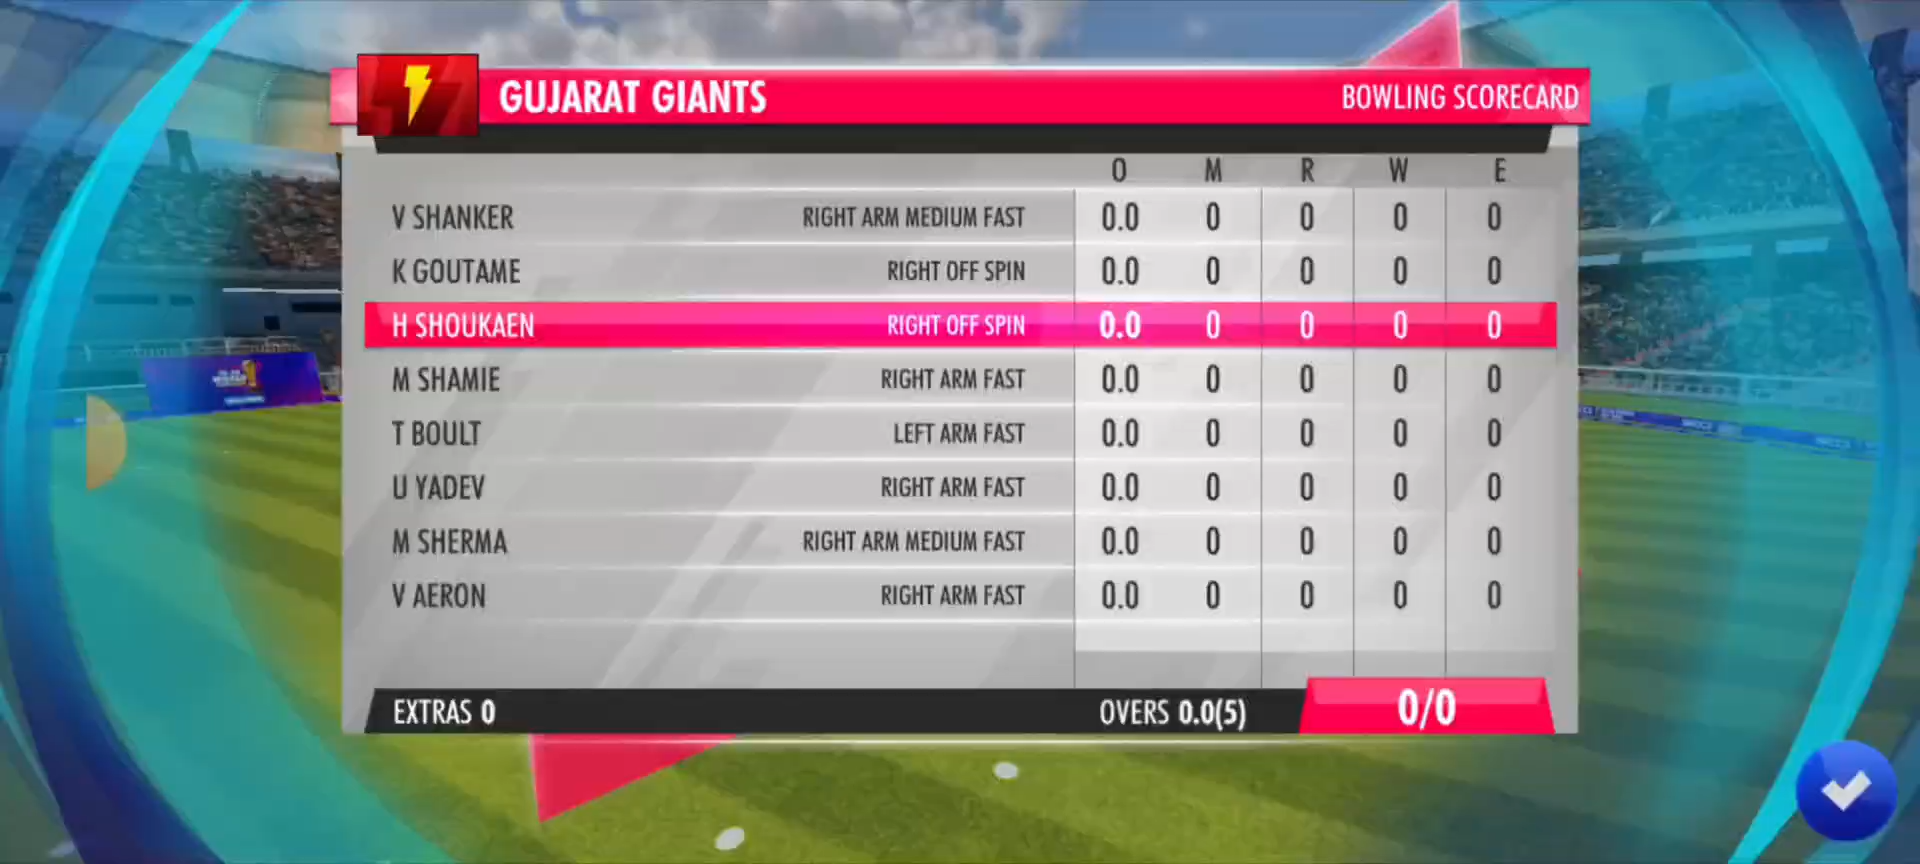 GUJARAT GIANTS BOWLING SCORECARD
O M R W E
V SHANKER RIGHT ARM MEDIUM FAST 0.0 0 0 0 0
K GOUTAME RIGHT OFF SPIN 0.0 0 0 0 0
H SHOUKAEN RIGHT OFF SPIN 0.0 0 0 0 0
M SHAMIE RIGHT ARM FAST 0.0 0 0 0 0
T BOULT LEFT ARM FAST 0.0 0 0 0 0
U YADEV RIGHT ARM FAST 0.0 0 0 0 0
M SHERMA RIGHT ARM MEDIUM FAST 0.0 0 0 0 0
V AERON RIGHT ARM FAST 0.0 0 0 0 0
EXTRAS 0 OVERS 0.0(5) 0/0